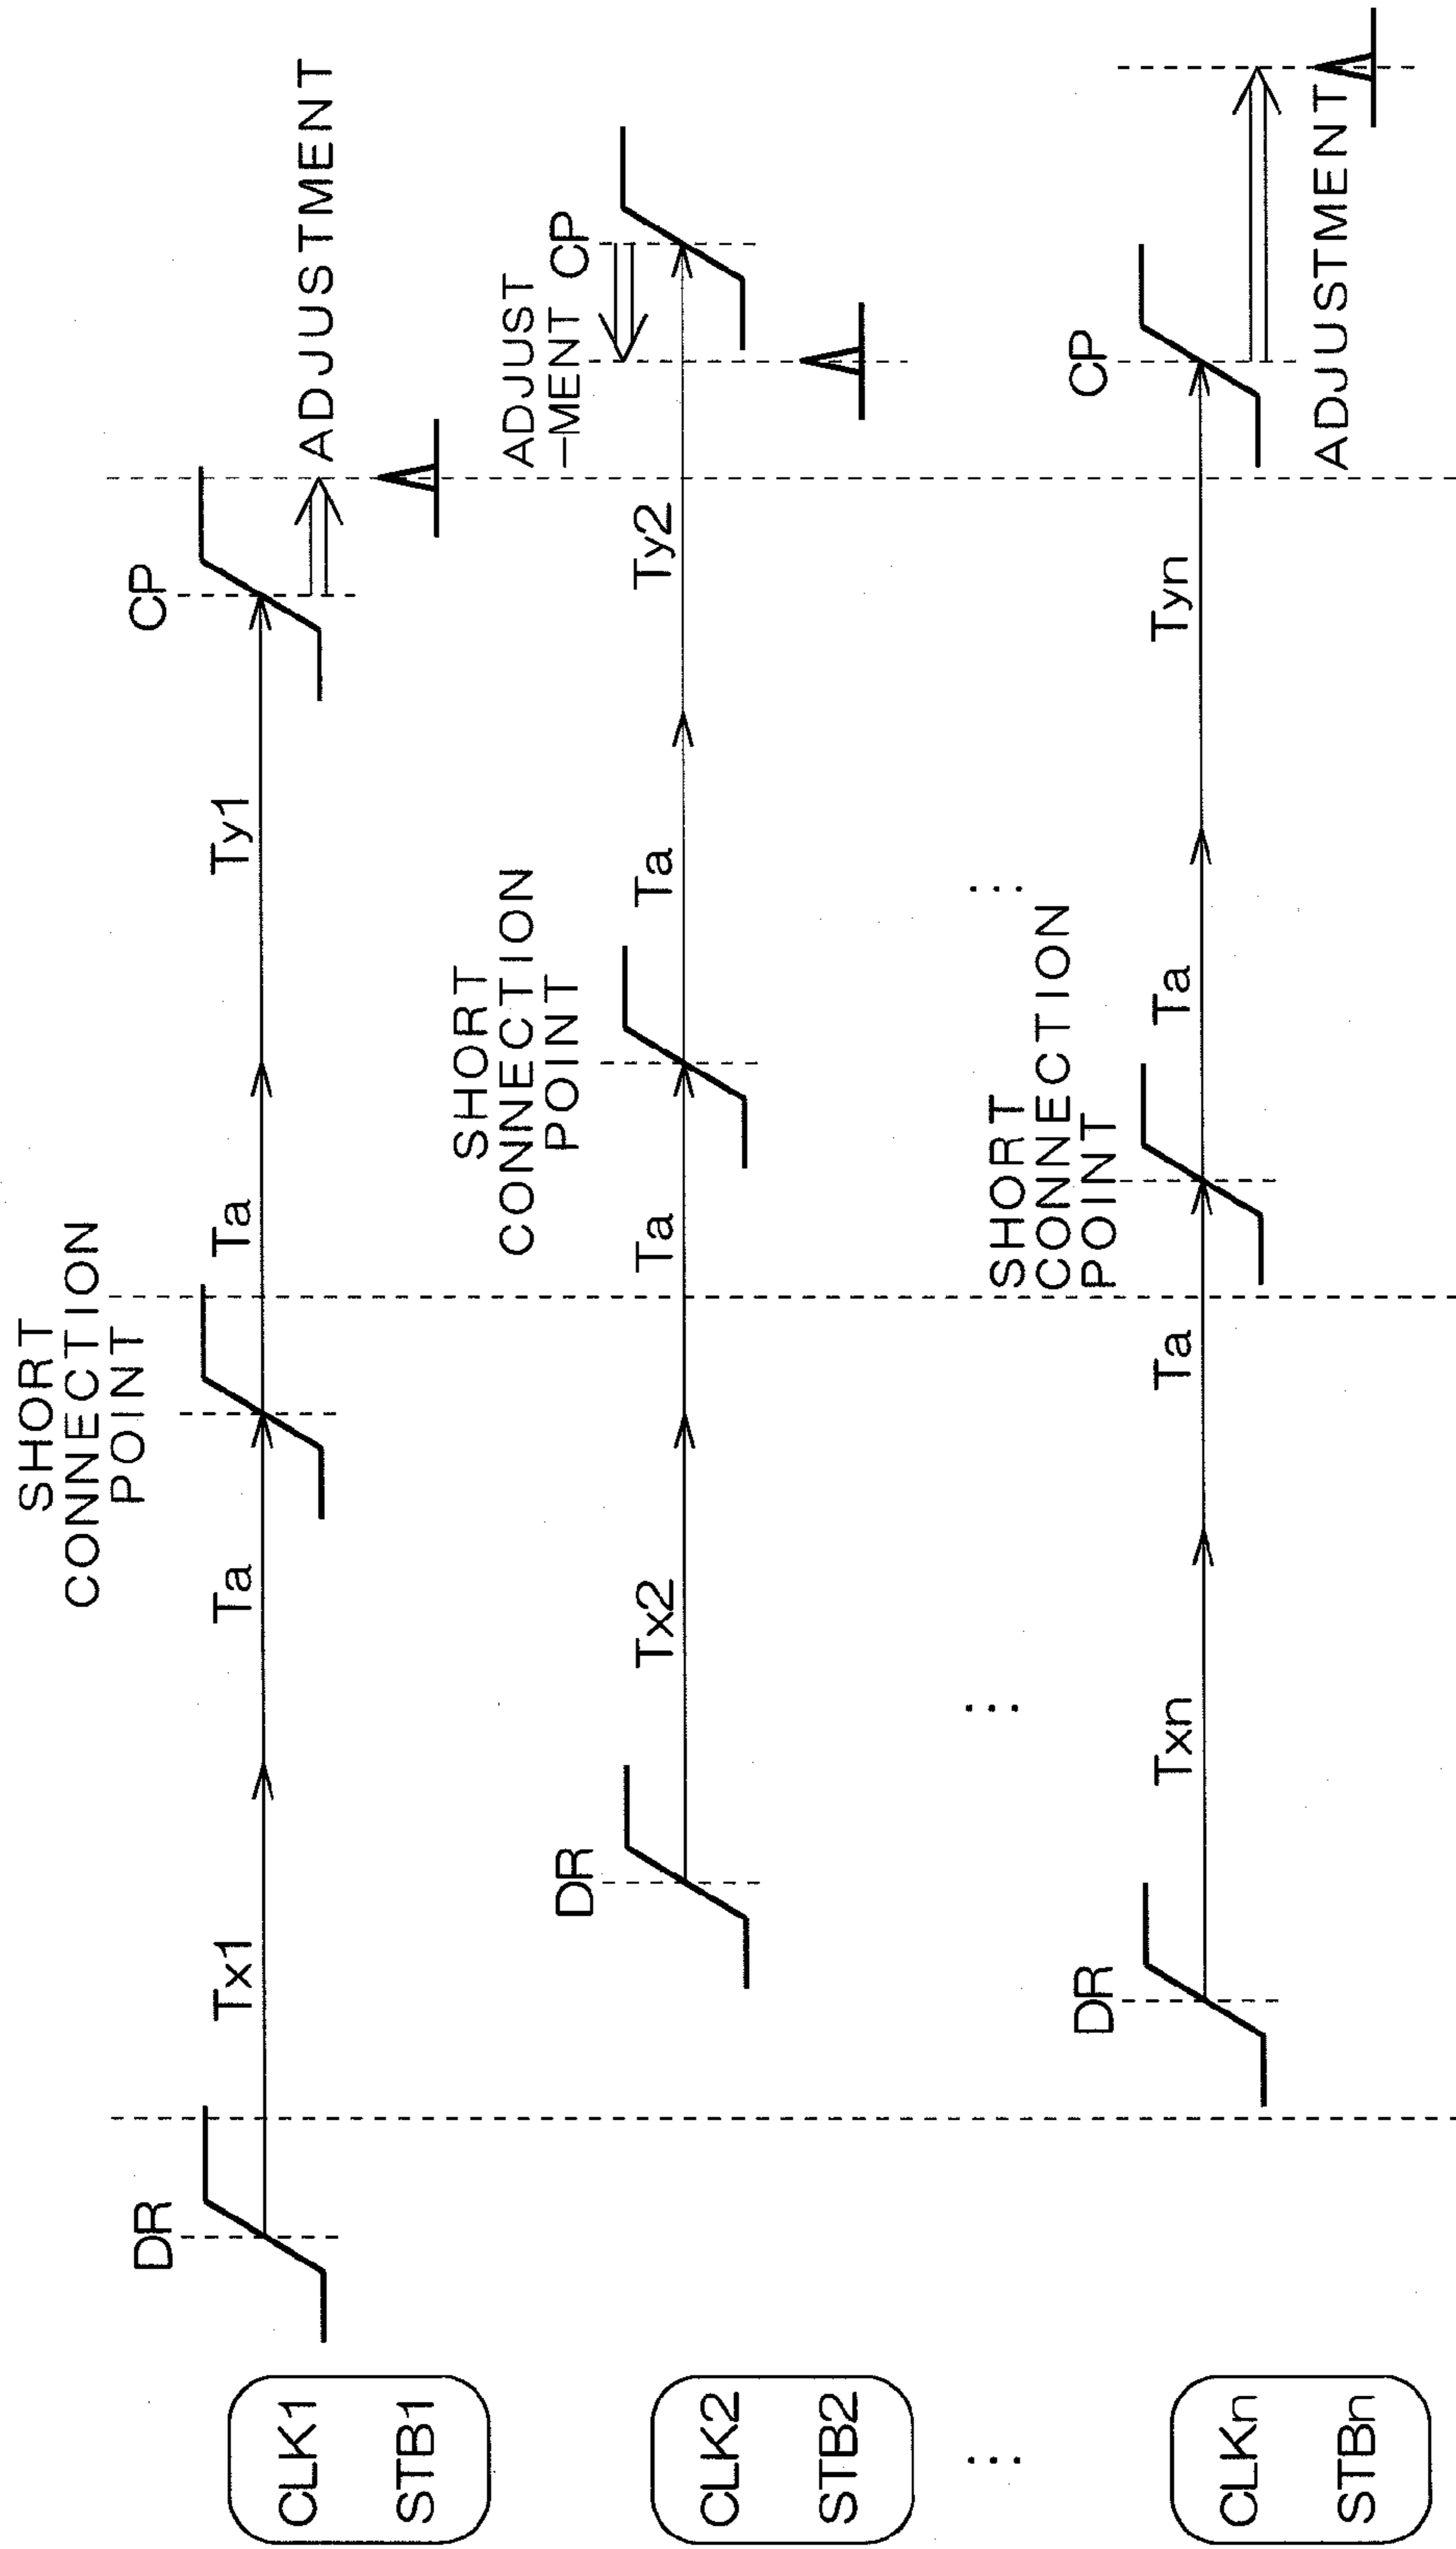 CLK1
STB1
DR
Tx1
Ta
SHORT
CONNECTION
POINT
Ta
Ty1
CP
ADJUSTMENT
CLK2
STB2
DR
Tx2
Ta
SHORT
CONNECTION
POINT
Ta
Ty2
ADJUST
-MENT
CP
...
...
...
CLKn
STBn
DR
Txn
Ta
SHORT
CONNECTION
POINT
Ta
Tyn
CP
ADJUSTMENT